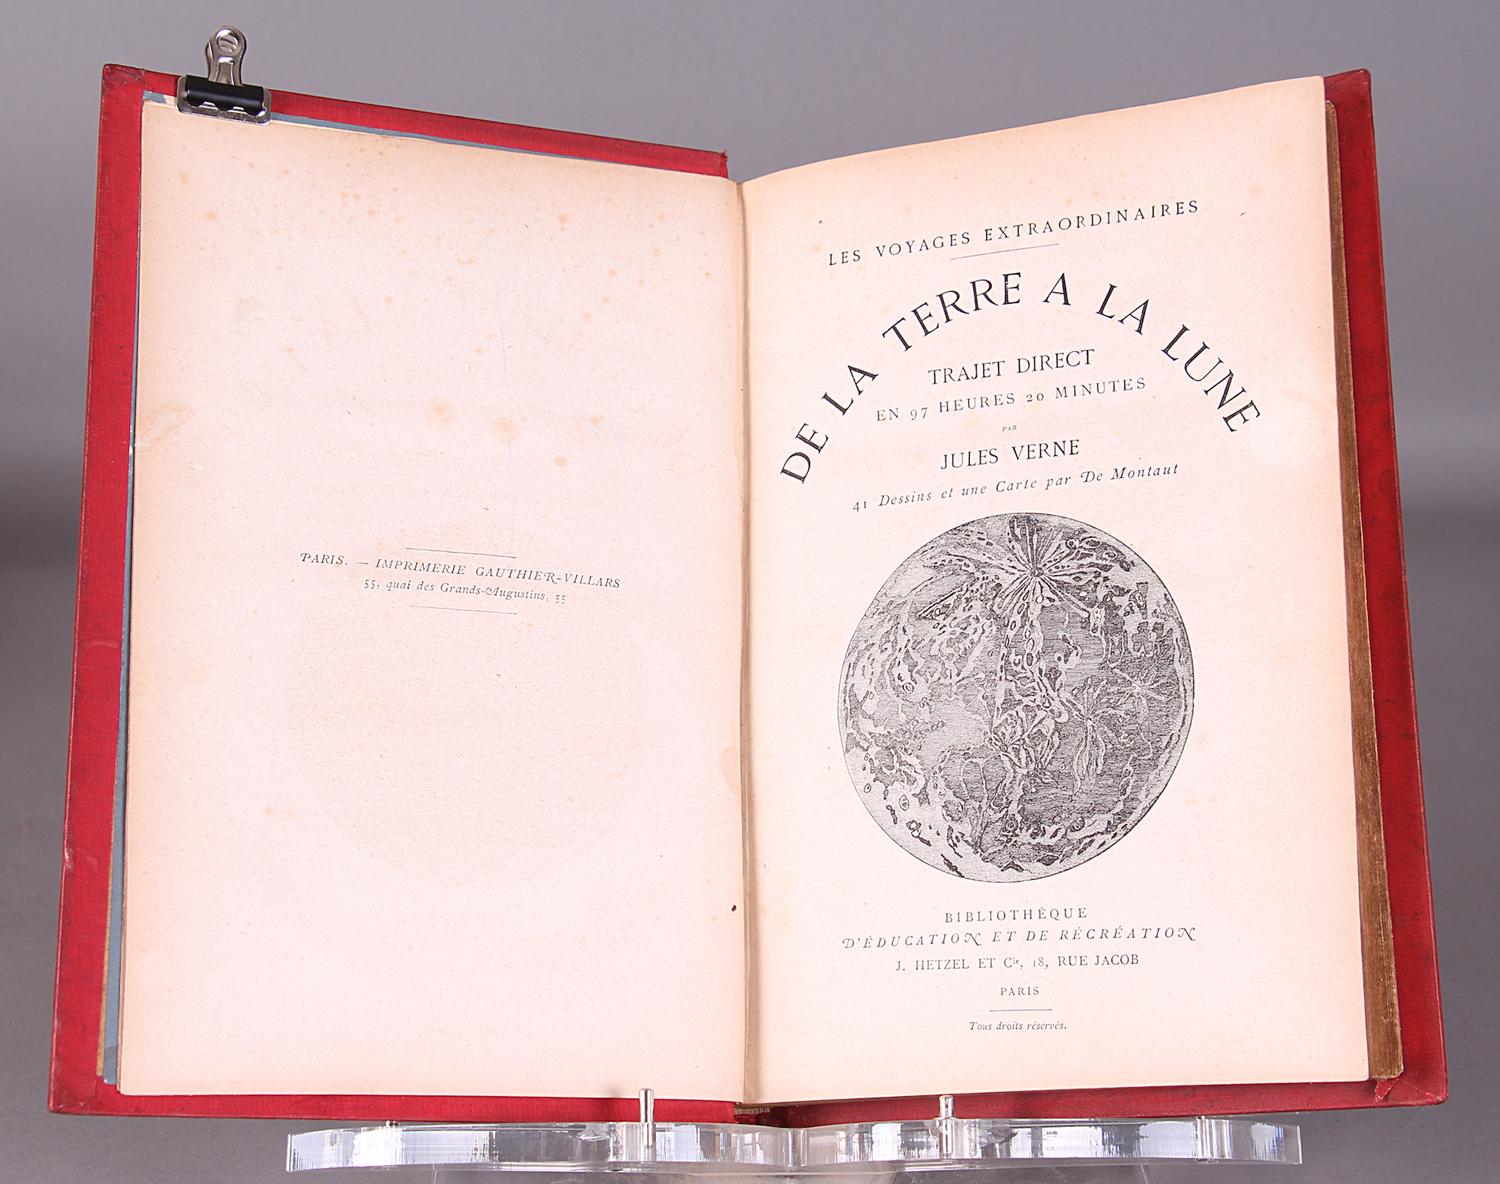 PARIS. — IMPRIMERIE GAUTHIER-VILLARS
55, quai des Grands-Augustins, 55
LES VOYAGES EXTRAORDINAIRES
DE LA TERRE A LA LUNE
TRAJET DIRECT
EN 97 HEURES 20 MINUTES
PAR
JULES VERNE
41 Dessins et une Carte par De Montaut
BIBLIOTHÈQUE
D'ÉDUCATION ET DE RÉCRÉATION
J. HETZEL ET Cie, 18, RUE JACOB
PARIS
Tous droits réservés.